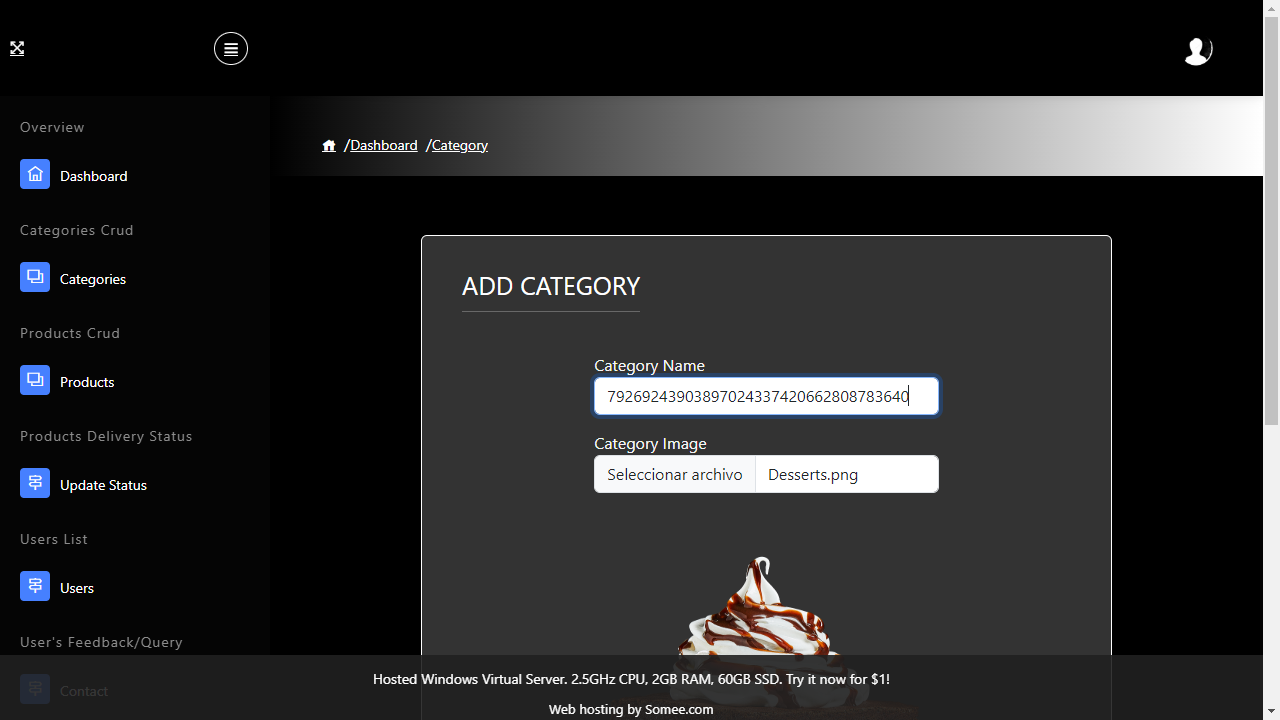 Overview
Dashboard
Categories Crud
Categories
Products Crud
Products
Products Delivery Status
Update Status
Users List
Users
User's Feedback/Query
Contact
/Dashboard /Category
ADD CATEGORY
Category Name
79269243903897024337420662808783640
Category Image
Seleccionar archivo Desserts.png
Hosted Windows Virtual Server. 2.5GHz CPU, 2GB RAM, 60GB SSD. Try it now for $1!
Web hosting by Somee.com